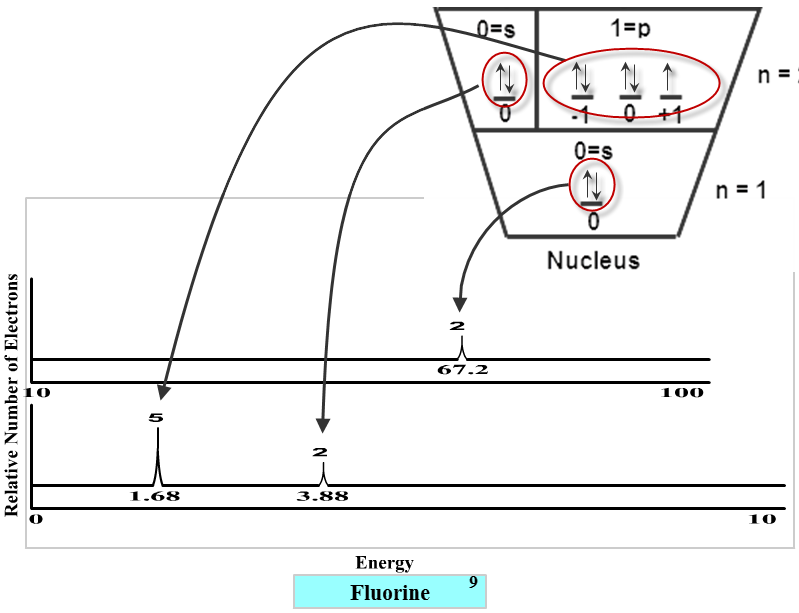 0=s 1=p
n = 
0 -1 0 +1
0=s
n = 1
0
Nucleus
Relative Number of Electrons
2
67.2
10 100
5
2
1.68 3.88
0 10
Energy
Fluorine 9